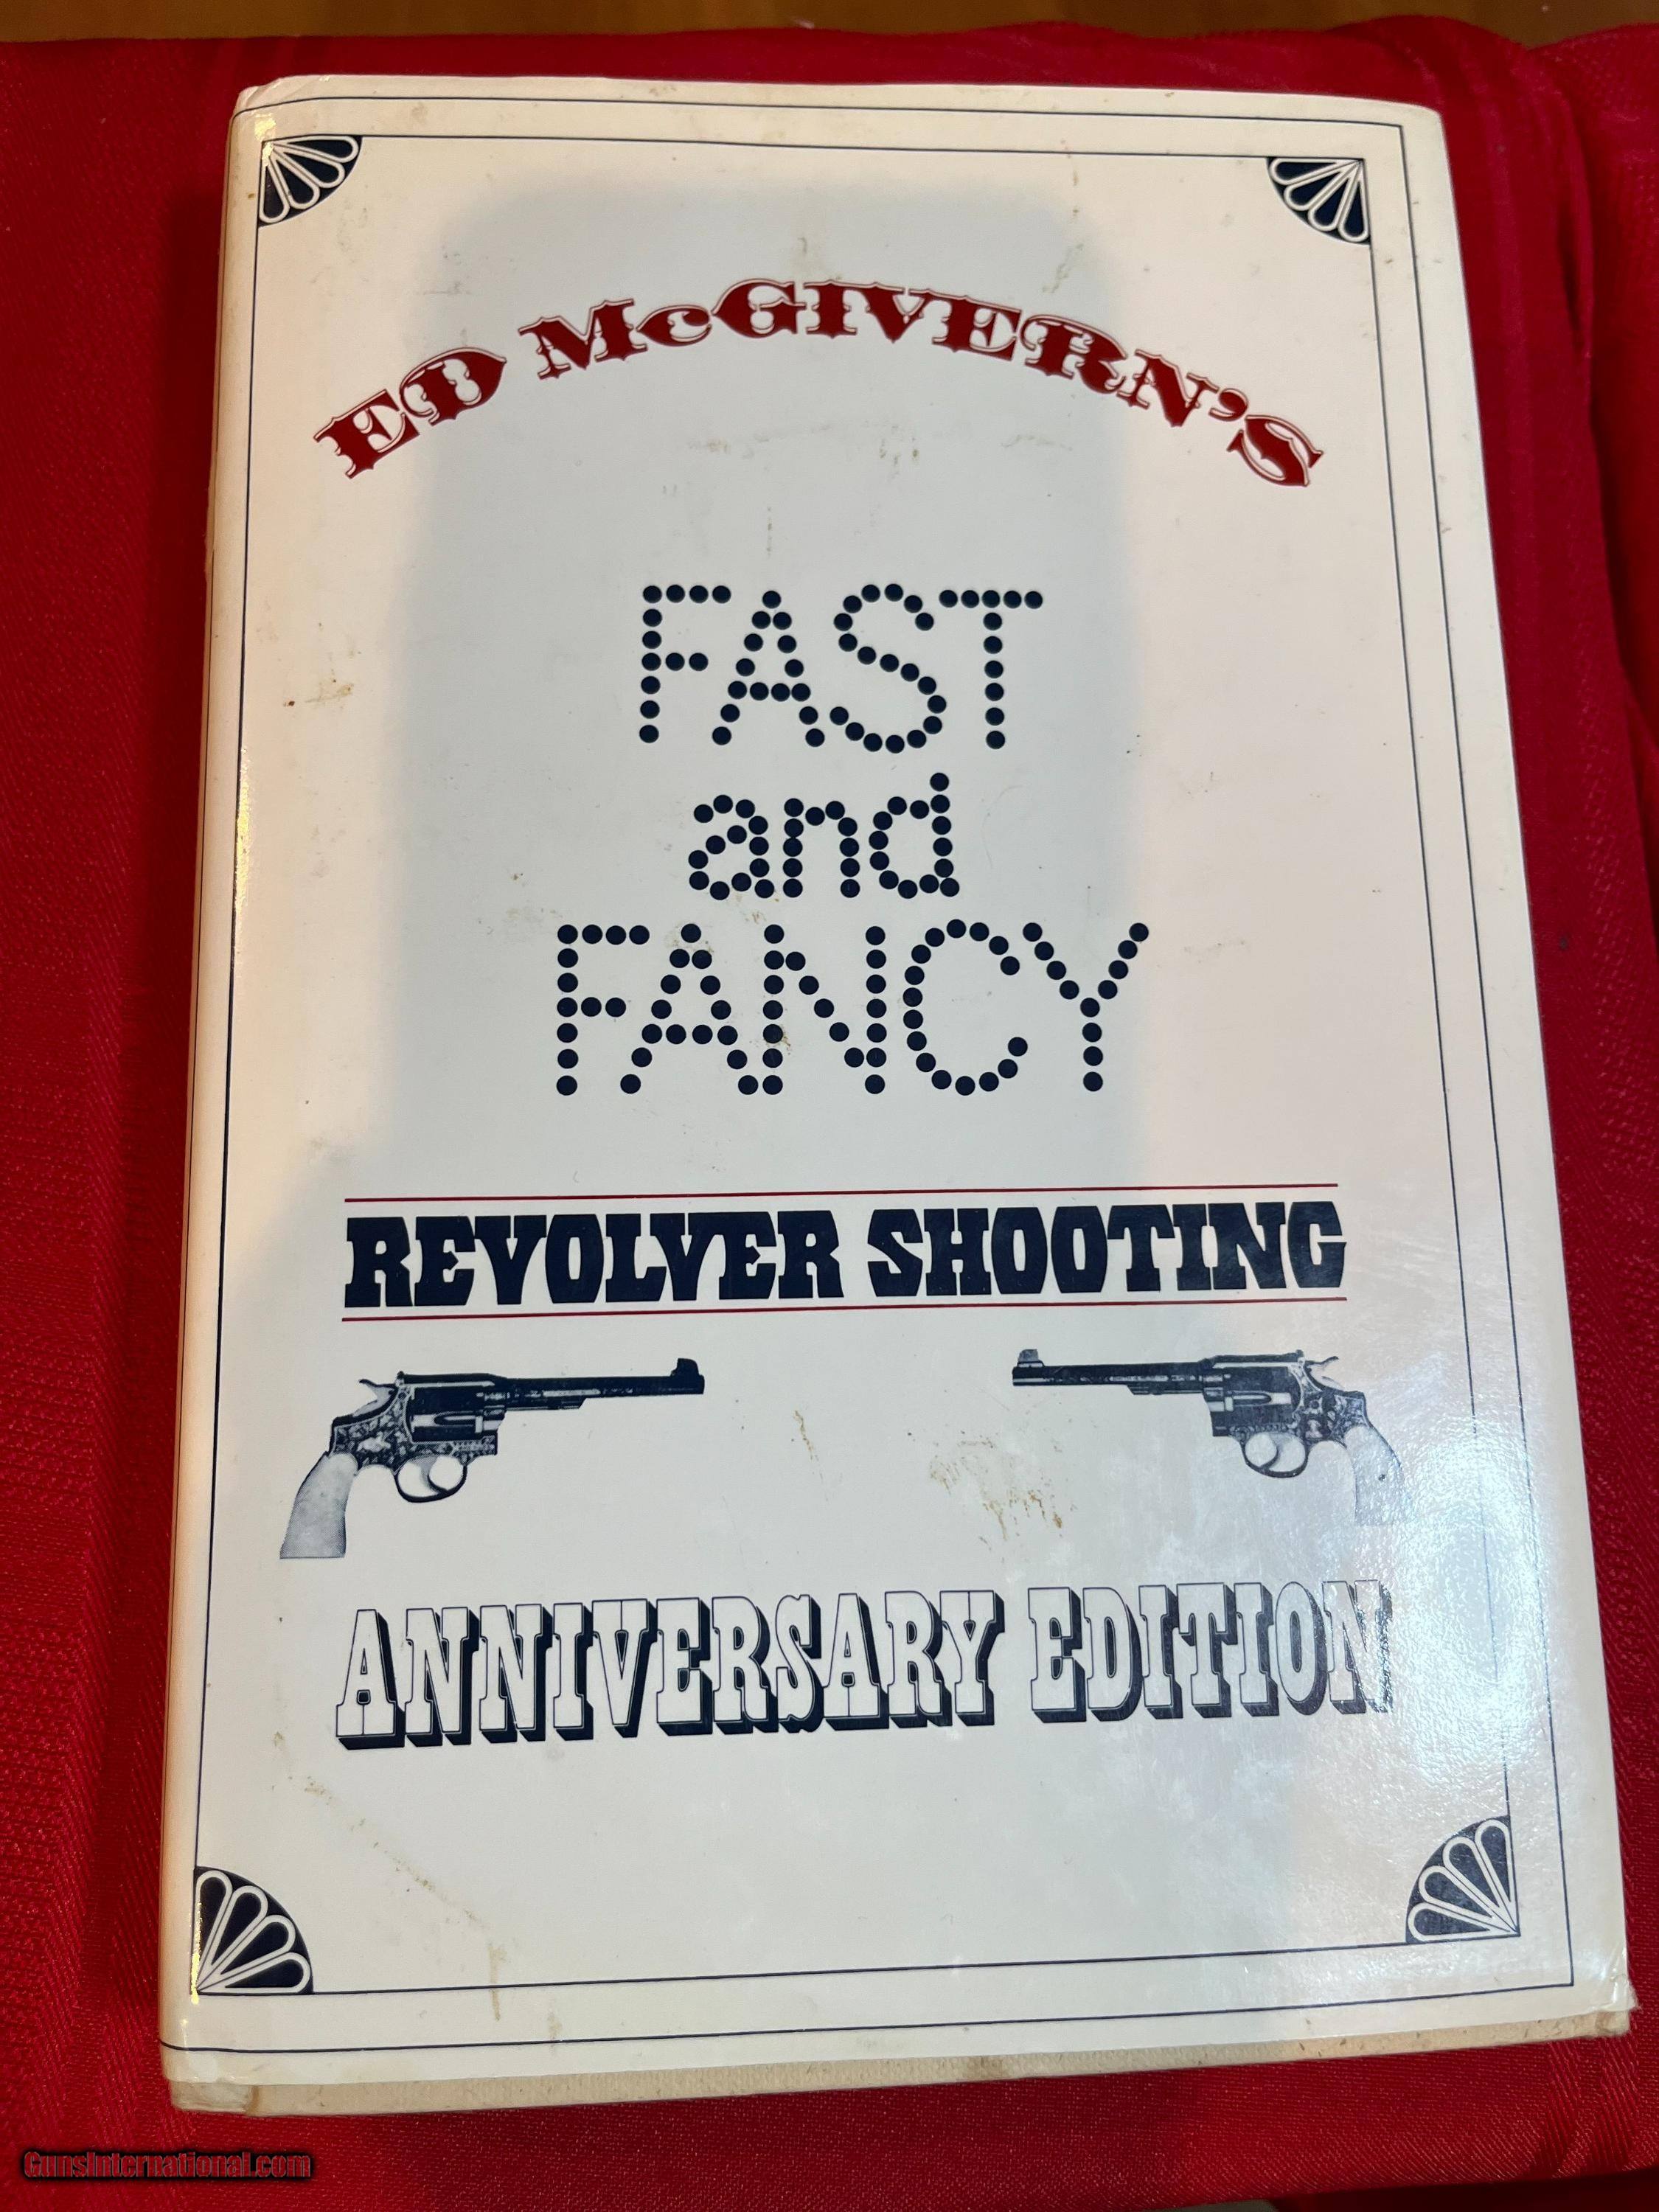 ED McGIVERN'S
FAST
and
FANCY
REVOLVER SHOOTING
ANNIVERSARY EDITION
GunsInternational.com